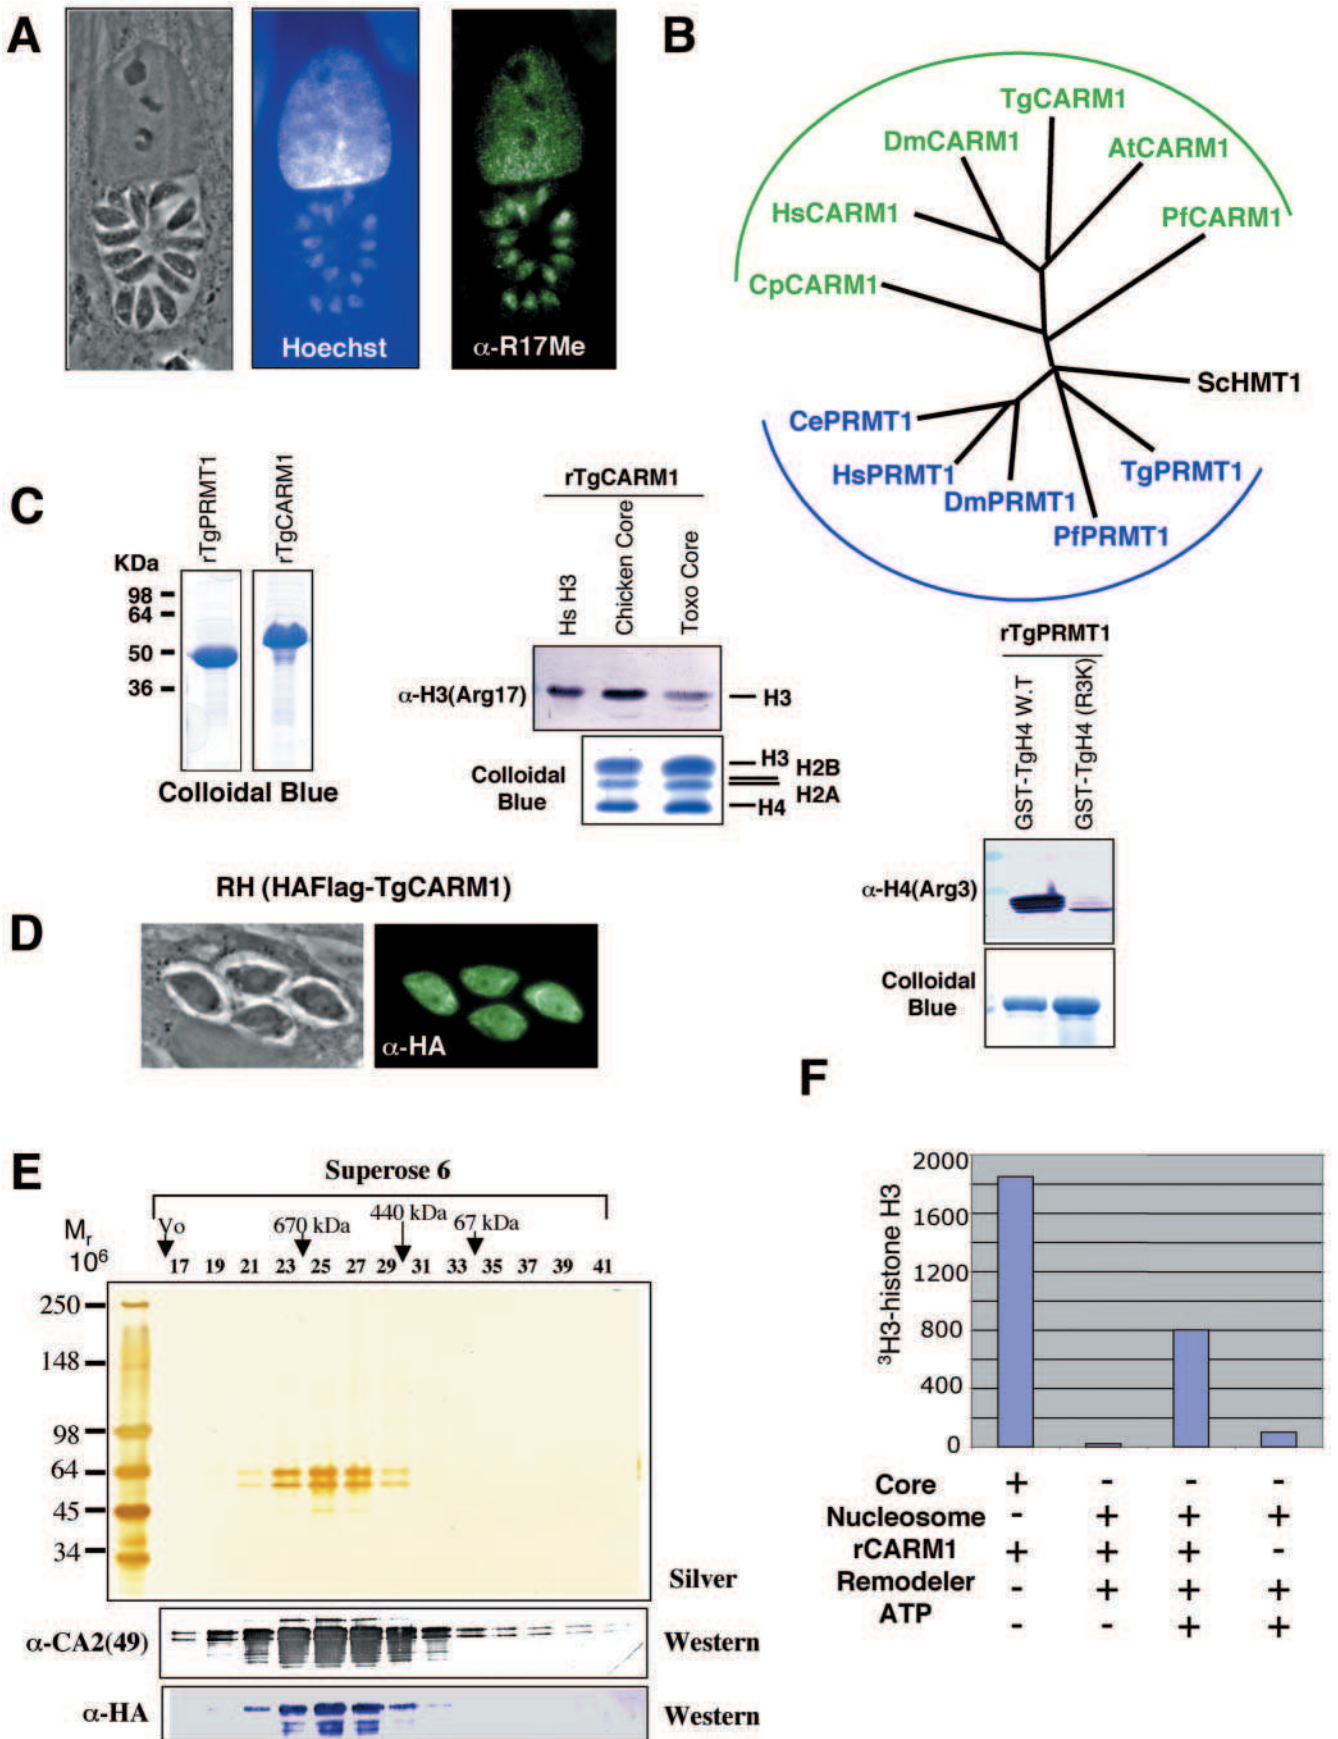 A
Hoechst
α-R17Me
B
TgCARM1
DmCARM1
AtCARM1
HsCARM1
PfCARM1
CpCARM1
ScHMT1
CePRMT1
HsPRMT1
DmPRMT1
PfPRMT1
TgPRMT1
C
rTgPRMT1
rTgCARM1
KDa
98
64
50
36
Colloidal Blue
rTgCARM1
Hs H3
Chicken Core
Toxo Core
α-H3(Arg17)
H3
Colloidal
Blue
H3
H2B
H2A
H4
rTgPRMT1
GST-TgH4 W.T
GST-TgH4 (R3K)
α-H4(Arg3)
Colloidal
Blue
D
RH (HAFlag-TgCARM1)
α-HA
E
Superose 6
Mr
10⁶
Vo
670 kDa
440 kDa
67 kDa
17 19 21 23 25 27 29 31 33 35 37 39 41
250
148
98
64
45
34
Silver
α-CA2(49)
Western
α-HA
Western
F
³H3-histone H3
2000
1600
1200
800
400
0
Core + - - -
Nucleosome - + + +
rCARM1 + + + -
Remodeler - + + +
ATP - - + +